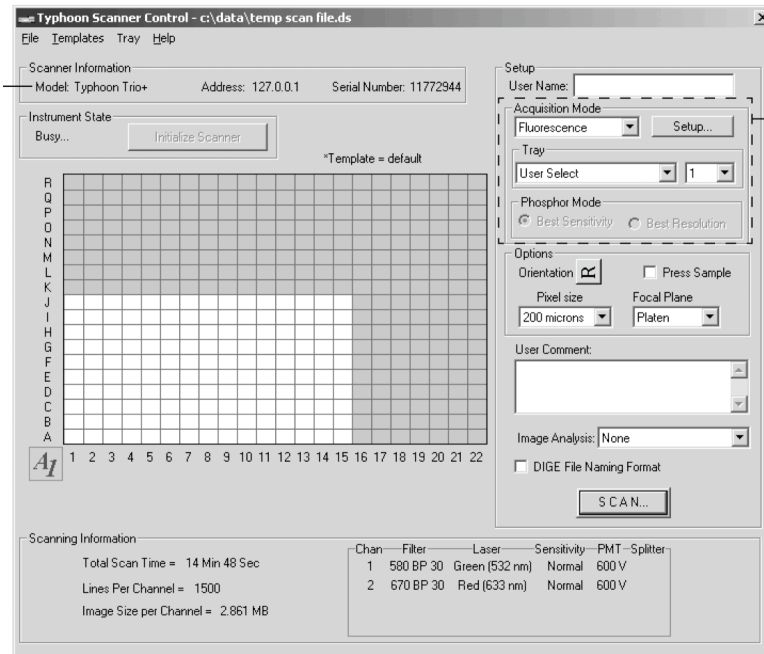 Typhoon Scanner Control - c:\data\temp scan file.ds
File Templates Tray Help
Scanner Information
Model: Typhoon Trio+ Address: 127.0.0.1 Serial Number: 11772944
Instrument State
Busy... Initialize Scanner
*Template = default
R
Q
P
O
N
M
L
K
J
I
H
G
F
E
D
C
B
A
A1 1 2 3 4 5 6 7 8 9 10 11 12 13 14 15 16 17 18 19 20 21 22
Setup
User Name:
Acquisition Mode
Fluorescence Setup...
Tray
User Select 1
Phosphor Mode
Best Sensitivity Best Resolution
Options
Orientation R Press Sample
Pixel size Focal Plane
200 microns Platen
User Comment:
Image Analysis: None
DIGE File Naming Format
SCAN...
Scanning Information
Total Scan Time = 14 Min 48 Sec
Lines Per Channel = 1500
Image Size per Channel = 2.861 MB
Chan Filter Laser Sensitivity PMT Splitter
1 580 BP 30 Green (532 nm) Normal 600 V
2 670 BP 30 Red (633 nm) Normal 600 V